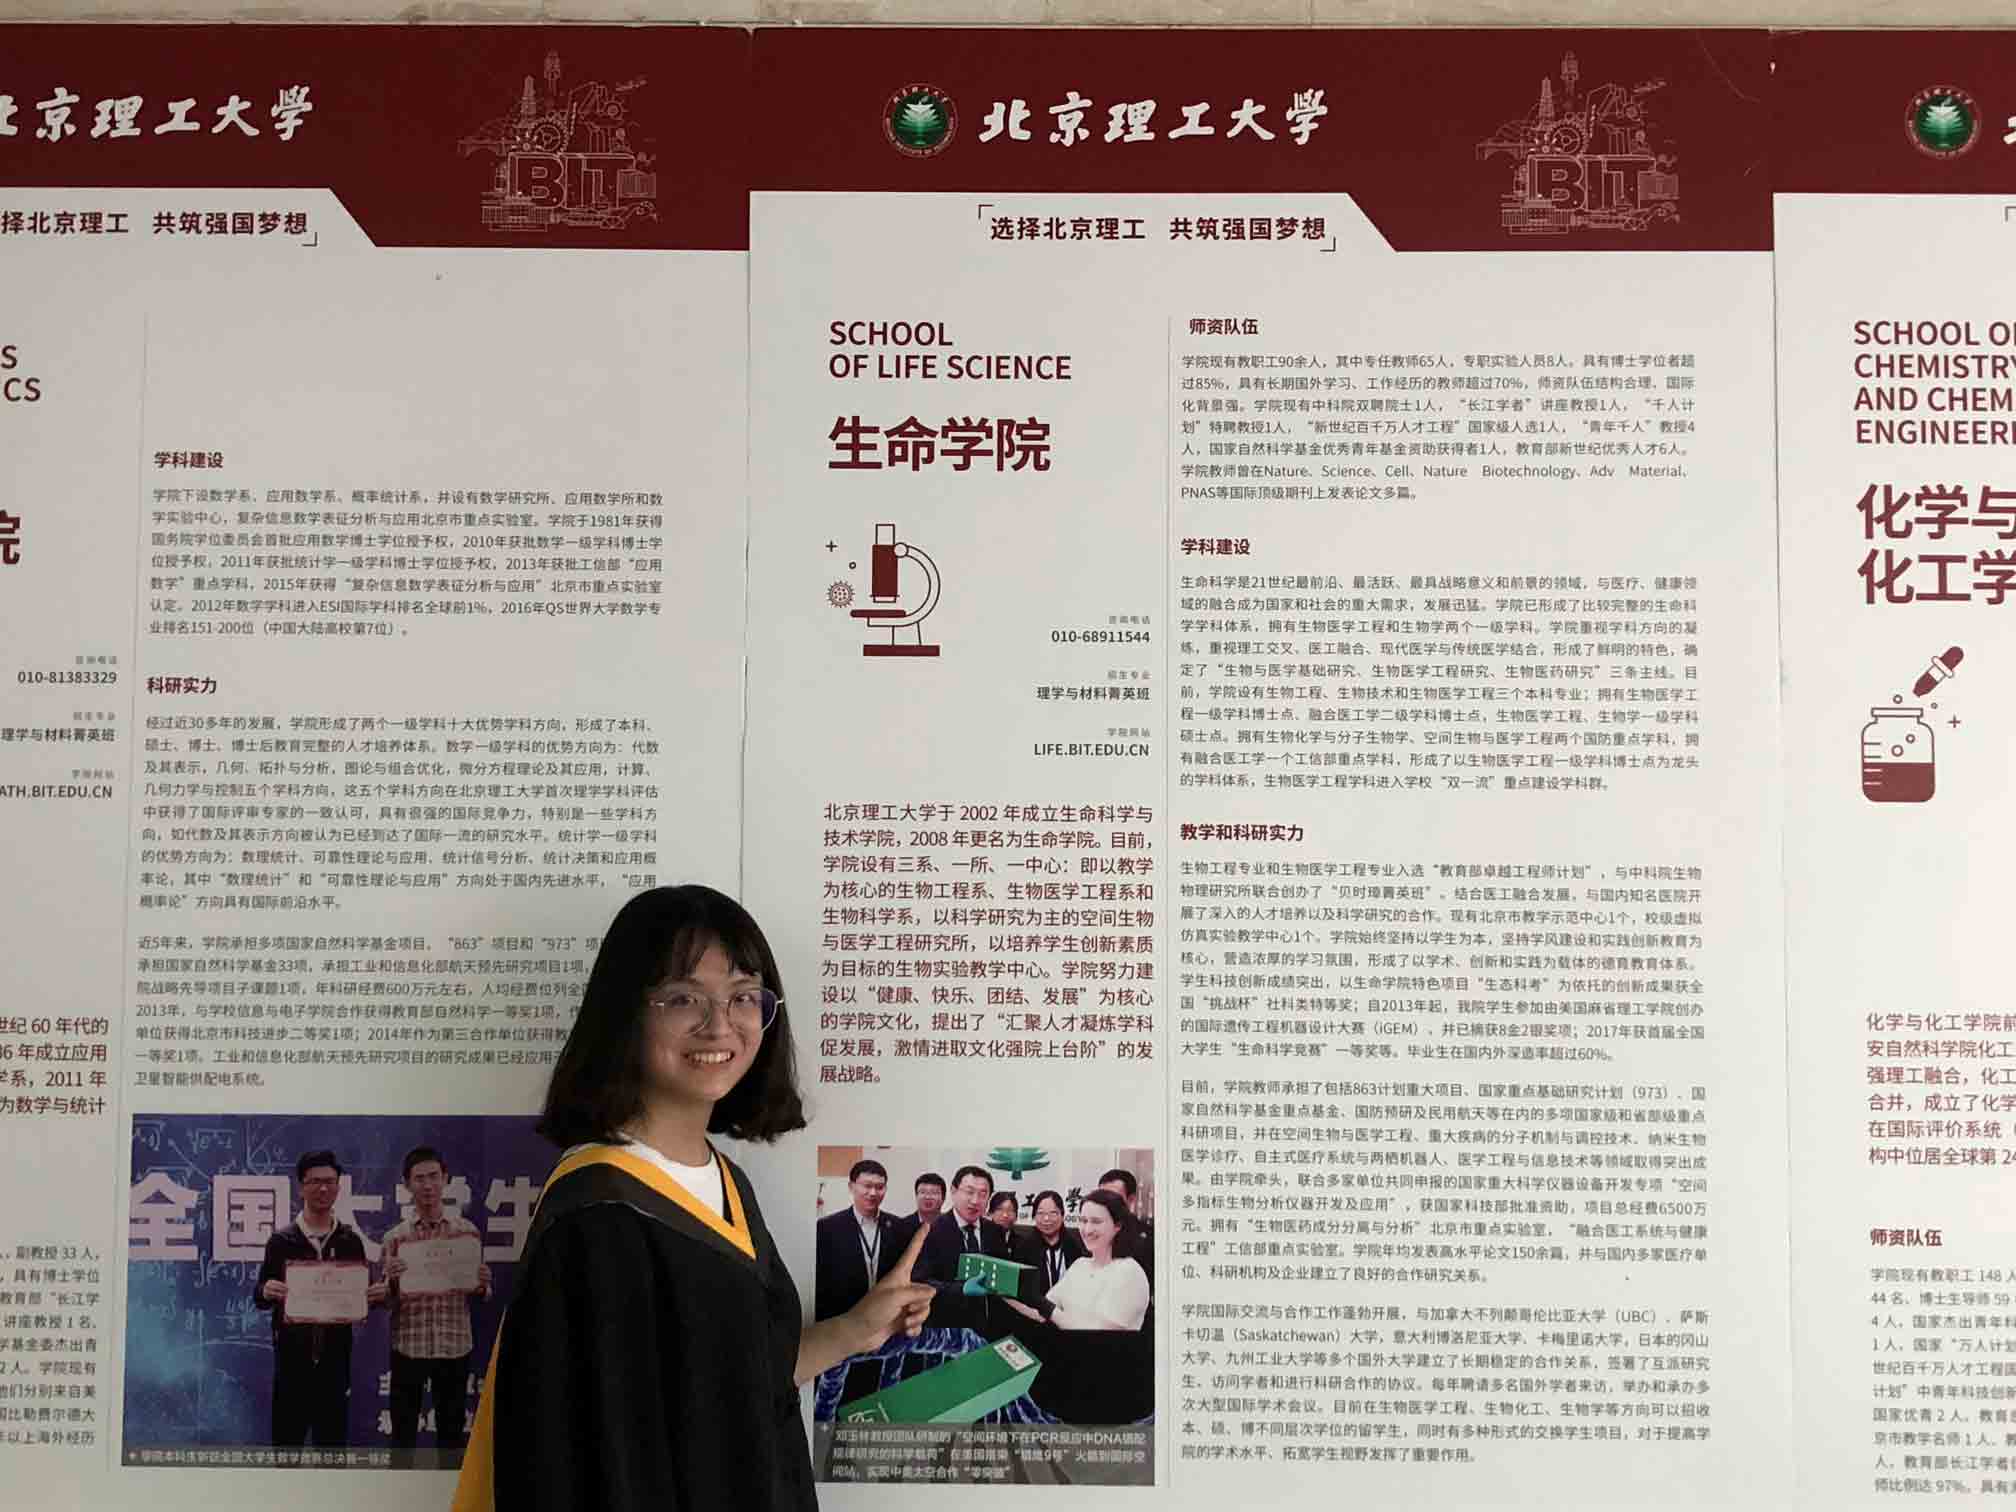 北京理工大学
BIT
择北京理工 共筑强国梦想
S
CS
院
咨询电话
010-81383329
招生专业
理学与材料菁英班
学院网站
ATH.BIT.EDU.CN
世纪 60 年代的
86 年成立应用
学系，2011 年
为数学与统计
、副教授 33 人，
，具有博士学位
教育部“长江学
讲座教授 1 名、
学基金委杰出青
2 人。学院现有
他们分别来自美
国比勒费尔德大
年以上海外经历
学科建设
学院下设数学系、应用数学系、概率统计系，并设有数学研究所、应用数学所和数
学实验中心，复杂信息数学表征分析与应用北京市重点实验室。学院于1981年获得
国务院学位委员会首批应用数学博士学位授予权，2010年获批数学一级学科博士学
位授予权，2011年获批统计学一级学科博士学位授予权，2013年获批工信部“应用
数学”重点学科，2015年获得“复杂信息数学表征分析与应用”北京市重点实验室
认定。2012年数学学科进入ESI国际学科排名全球前1%，2016年QS世界大学数学专
业排名151-200位（中国大陆高校第7位）。
科研实力
经过近30多年的发展，学院形成了两个一级学科十大优势学科方向，形成了本科、
硕士、博士、博士后教育完整的人才培养体系。数学一级学科的优势方向为：代数
及其表示，几何、拓扑与分析，图论与组合优化，微分方程理论及其应用，计算、
几何力学与控制五个学科方向，这五个学科方向在北京理工大学首次理学学科评估
中获得了国际评审专家的一致认可，具有很强的国际竞争力，特别是一些学科方
向，如代数及其表示方向被认为已经到达了国际一流的研究水平。统计学一级学科
的优势方向为：数理统计、可靠性理论与应用、统计信号分析、统计决策和应用概
率论，其中“数理统计”和“可靠性理论与应用”方向处于国内先进水平，“应用
概率论”方向具有国际前沿水平。
近5年来，学院承担多项国家自然科学基金项目，“863”项目和“973”项
承担国家自然科学基金33项，承担工业和信息化部航天预先研究项目1项，
院战略先导项目子课题1项，年科研经费600万元左右，人均经费位列全
2013年，与学校信息与电子学院合作获得教育部自然科学一等奖1项，
单位获得北京市科技进步二等奖1项；2014年作为第三合作单位获得教
一等奖1项。工业和信息化部航天预先研究项目的研究成果已经应用于
卫星智能供配电系统。
全国大学生
学院本科生斩获全国大学生数学竞赛总决赛一等奖
北京理工大学
BIT
选择北京理工 共筑强国梦想
SCHOOL
OF LIFE SCIENCE
生命学院
咨询电话
010-68911544
招生专业
理学与材料菁英班
学院网站
LIFE.BIT.EDU.CN
北京理工大学于 2002 年成立生命科学与
技术学院，2008 年更名为生命学院。目前，
学院设有三系、一所、一中心：即以教学
为核心的生物工程系、生物医学工程系和
生物科学系，以科学研究为主的空间生物
与医学工程研究所，以培养学生创新素质
为目标的生物实验教学中心。学院努力建
设以“健康、快乐、团结、发展”为核心
的学院文化，提出了“汇聚人才凝炼学科
促发展，激情进取文化强院上台阶”的发
展战略。
邓玉林教授团队研制的“空间环境下在PCR反应中DNA错配
规律研究的科学载荷”在美国搭乘“猎鹰9号”火箭到国际空
间站，实现中美太空合作“零突破”
师资队伍
学院现有教职工90余人，其中专任教师65人，专职实验人员8人。具有博士学位者超
过85%，具有长期国外学习、工作经历的教师超过70%，师资队伍结构合理、国际
化背景强。学院现有中科院双聘院士1人，“长江学者”讲座教授1人，“千人计
划”特聘教授1人，“新世纪百千万人才工程”国家级人选1人，“青年千人”教授4
人，国家自然科学基金优秀青年基金资助获得者1人，教育部新世纪优秀人才6人。
学院教师曾在Nature、Science、Cell、Nature Biotechnology、Adv Material、
PNAS等国际顶级期刊上发表论文多篇。
学科建设
生命科学是21世纪最前沿、最活跃、最具战略意义和前景的领域，与医疗、健康领
域的融合成为国家和社会的重大需求，发展迅猛。学院已形成了比较完整的生命科
学学科体系，拥有生物医学工程和生物学两个一级学科。学院重视学科方向的凝
练，重视理工交叉、医工融合、现代医学与传统医学结合，形成了鲜明的特色，确
定了“生物与医学基础研究、生物医学工程研究、生物医药研究”三条主线。目
前，学院设有生物工程、生物技术和生物医学工程三个本科专业；拥有生物医学工
程一级学科博士点、融合医工学二级学科博士点，生物医学工程、生物学一级学科
硕士点。拥有生物化学与分子生物学、空间生物与医学工程两个国防重点学科，拥
有融合医工学一个工信部重点学科，形成了以生物医学工程一级学科博士点为龙头
的学科体系，生物医学工程学科进入学校“双一流”重点建设学科群。
教学和科研实力
生物工程专业和生物医学工程专业入选“教育部卓越工程师计划”，与中科院生物
物理研究所联合创办了“贝时璋菁英班”。结合医工融合发展，与国内知名医院开
展了深入的人才培养以及科学研究的合作。现有北京市教学示范中心1个，校级虚拟
仿真实验教学中心1个。学院始终坚持以学生为本，坚持学风建设和实践创新教育为
核心，营造浓厚的学习氛围，形成了以学术、创新和实践为载体的德育教育体系。
学生科技创新成绩突出，以生命学院特色项目“生态科考”为依托的创新成果获全
国“挑战杯”社科类特等奖；自2013年起，我院学生参加由美国麻省理工学院创办
的国际遗传工程机器设计大赛（iGEM），并已摘获8金2银奖项；2017年获首届全国
大学生“生命科学竞赛”一等奖等。毕业生在国内外深造率超过60%。
目前，学院教师承担了包括863计划重大项目、国家重点基础研究计划（973）、国
家自然科学基金重点基金、国防预研及民用航天等在内的多项国家级和省部级重点
科研项目，并在空间生物与医学工程、重大疾病的分子机制与调控技术、纳米生物
医学诊疗、自主式医疗系统与两栖机器人、医学工程与信息技术等领域取得突出成
果。由学院牵头，联合多家单位共同申报的国家重大科学仪器设备开发专项“空间
多指标生物分析仪器开发及应用”，获国家科技部批准资助，项目总经费6500万
元。拥有“生物医药成分分离与分析”北京市重点实验室，“融合医工系统与健康
工程”工信部重点实验室。学院年均发表高水平论文150余篇，并与国内多家医疗单
位、科研机构及企业建立了良好的合作研究关系。
学院国际交流与合作工作蓬勃开展，与加拿大不列颠哥伦比亚大学（UBC）、萨斯
卡切温（Saskatchewan）大学，意大利博洛尼亚大学、卡梅里诺大学，日本的冈山
大学、九州工业大学等多个国外大学建立了长期稳定的合作关系，签署了互派研究
生、访问学者和进行科研合作的协议。每年聘请多名国外学者来访，举办和承办多
次大型国际学术会议。目前在生物医学工程、生物化工、生物学等方向可以招收
本、硕、博不同层次学位的留学生，同时有多种形式的交换学生项目，对于提高学
院的学术水平、拓宽学生视野发挥了重要作用。
SCHOOL O
CHEMISTRY
AND CHEM
ENGINEERI
化学与
化工学
化学与化工学院前
安自然科学院化工
强理工融合，化工
合并，成立了化学
在国际评价系统
构中位居全球第 24
师资队伍
学院现有教职工 148 人
44 名、博士生导师 59
4 人，国家杰出青年科
1 人，国家“万人计划
世纪百千万人才工程国
计划”中青年科技创新
国家优青 2 人，教育部
京市教学名师 1 人，教
人，教育部长江学者
师比例达 97%，具有